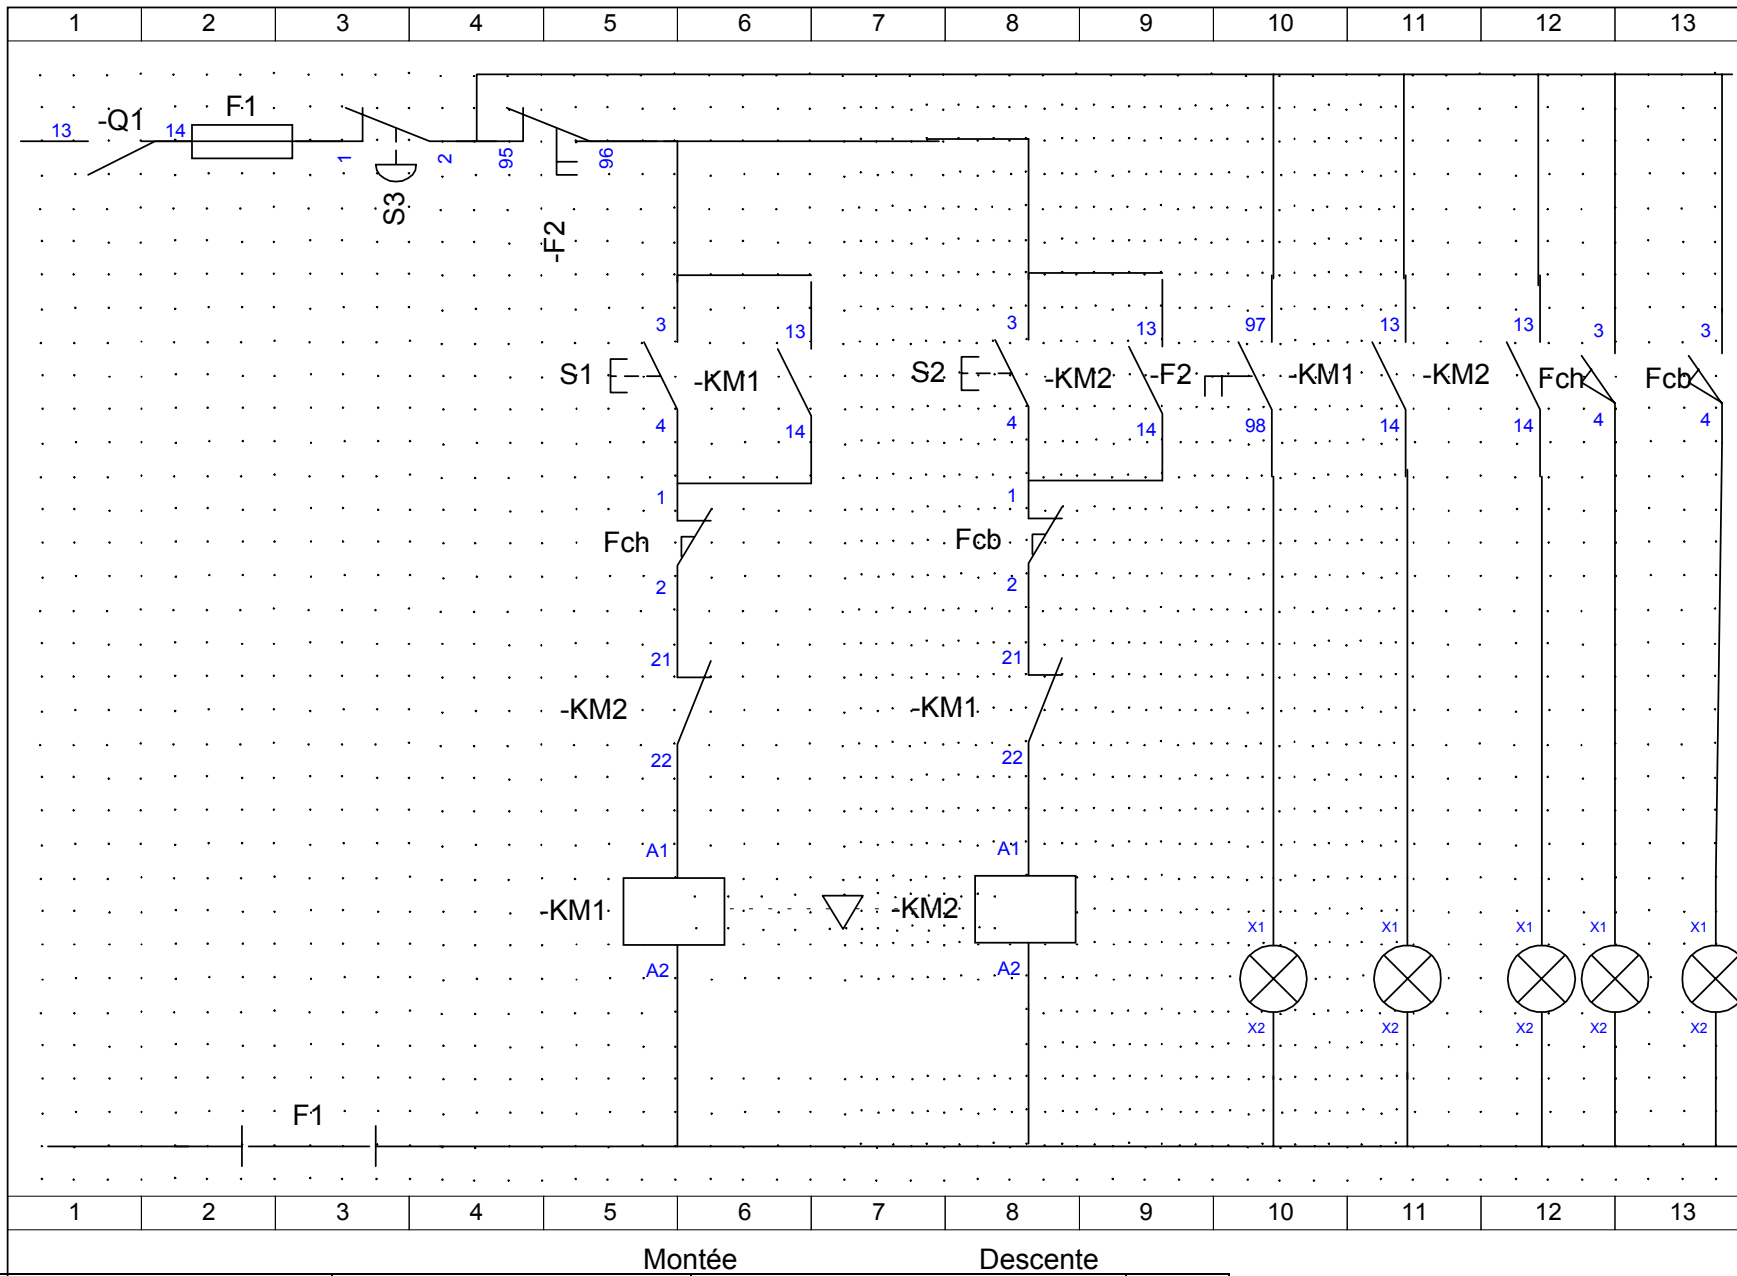 1 2 3 4 5 6 7 8 9 10 11 12 13
F1
13 -Q1 14
1 2 95 96
S3
-F2
3 13 3 13 97 13 13 3 3
S1 -KM1 S2 -KM2 -F2 -KM1 -KM2 Fch Fcb
4 14 4 14 98 14 14 4 4
1 1
Fch Fcb
2 2
21 21
-KM2 -KM1
22 22
A1 A1
-KM1 -KM2
X1 X1 X1 X1 X1
A2 A2
X2 X2 X2 X2 X2
F1
1 2 3 4 5 6 7 8 9 10 11 12 13
Montée Descente